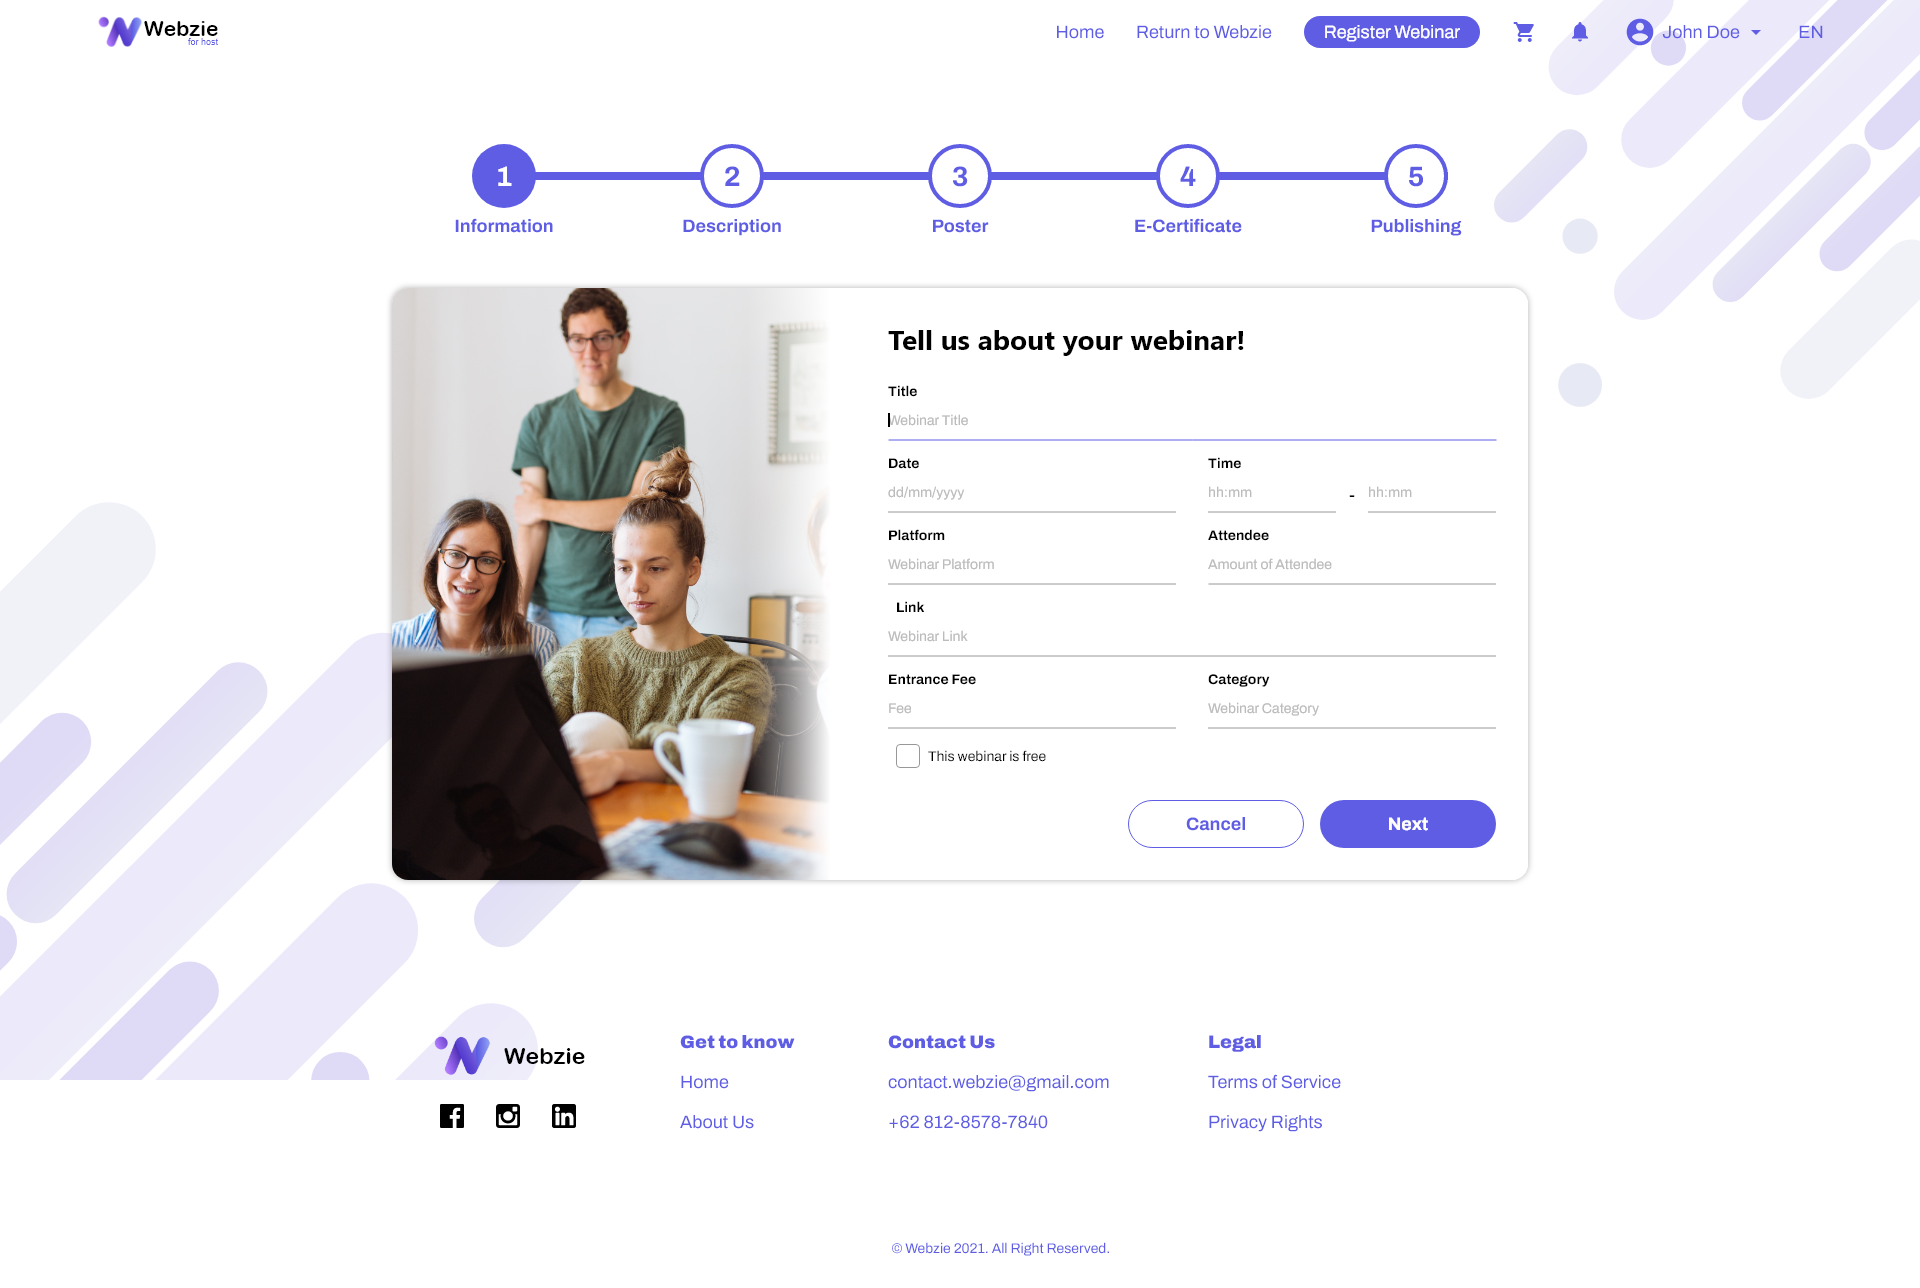 Webzie
for host
Home
Return to Webzie
Register Webinar
John Doe
EN
1
2
3
4
5
Information
Description
Poster
E-Certificate
Publishing
Tell us about your webinar!
Title
Webinar Title
Date
Time
dd/mm/yyyy
hh:mm - hh:mm
Platform
Attendee
Webinar Platform
Amount of Attendee
Link
Webinar Link
Entrance Fee
Category
Fee
Webinar Category
This webinar is free
Cancel
Next
Webzie
Get to know
Home
About Us
Contact Us
contact.webzie@gmail.com
+62 812-8578-7840
Legal
Terms of Service
Privacy Rights
© Webzie 2021. All Right Reserved.